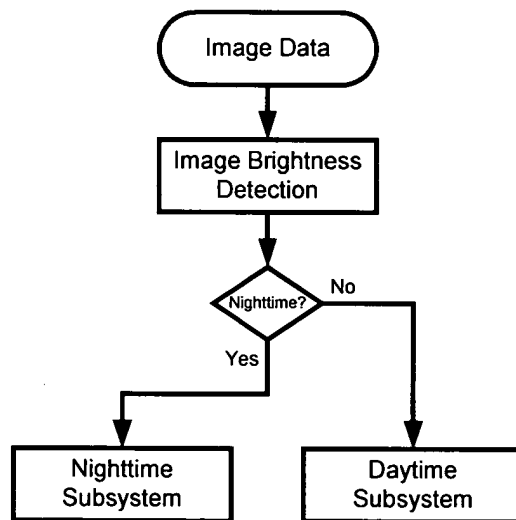 Image Data
Image Brightness
Detection
Nighttime?
No
Yes
Nighttime
Subsystem
Daytime
Subsystem